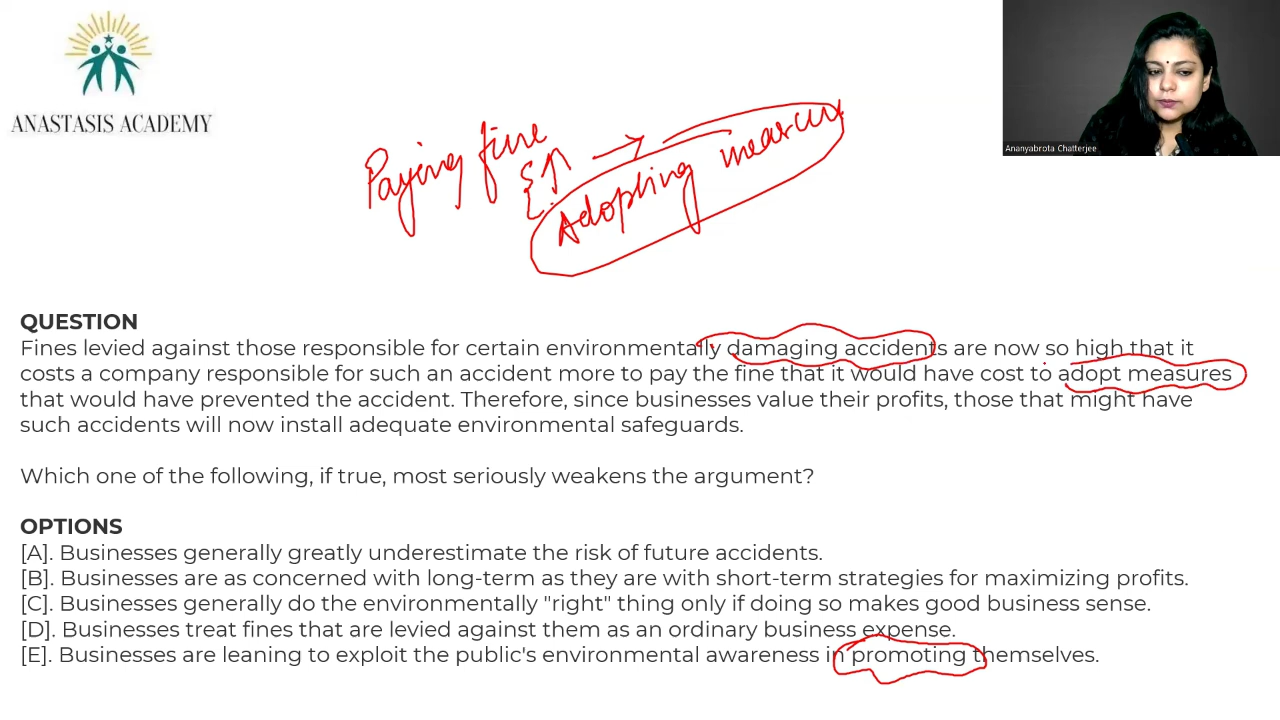 ANASTASIS ACADEMY
Ananyabrota Chatterjee
Paying fine
Adopting measure
QUESTION
Fines levied against those responsible for certain environmentally damaging accidents are now so high that it
costs a company responsible for such an accident more to pay the fine that it would have cost to adopt measures
that would have prevented the accident. Therefore, since businesses value their profits, those that might have
such accidents will now install adequate environmental safeguards.
Which one of the following, if true, most seriously weakens the argument?
OPTIONS
[A]. Businesses generally greatly underestimate the risk of future accidents.
[B]. Businesses are as concerned with long-term as they are with short-term strategies for maximizing profits.
[C]. Businesses generally do the environmentally "right" thing only if doing so makes good business sense.
[D]. Businesses treat fines that are levied against them as an ordinary business expense.
[E]. Businesses are leaning to exploit the public's environmental awareness in promoting themselves.